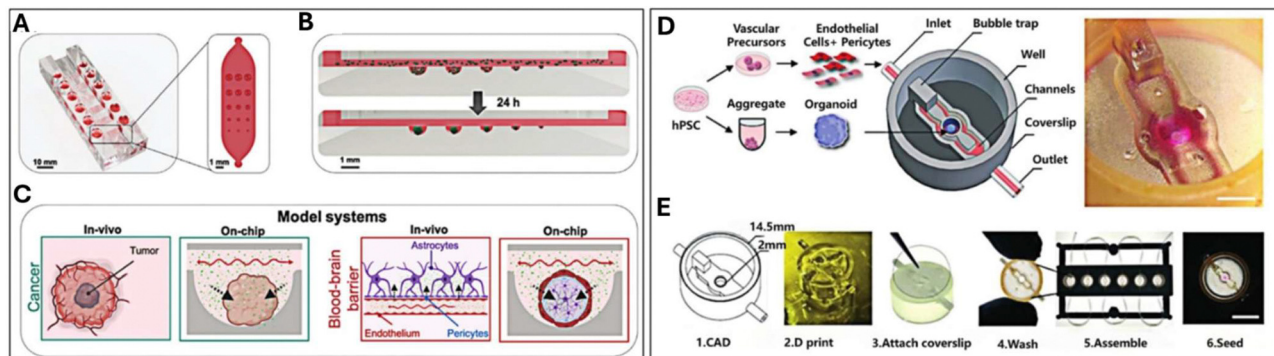 A
10 mm
1 mm
B
24 h
1 mm
C
Model systems
In-vivo
On-chip
In-vivo
On-chip
Cancer
Tumor
Blood-brain
barrier
Astrocytes
Endothelium
Pericytes
D
Vascular
Precursors
Endothelial
Cells+ Pericytes
Inlet
Bubble trap
Well
Channels
Coverslip
Outlet
hPSC
Aggregate
Organoid
E
14.5mm
2mm
1.CAD
2.D print
3.Attach coverslip
4.Wash
5.Assemble
6.Seed